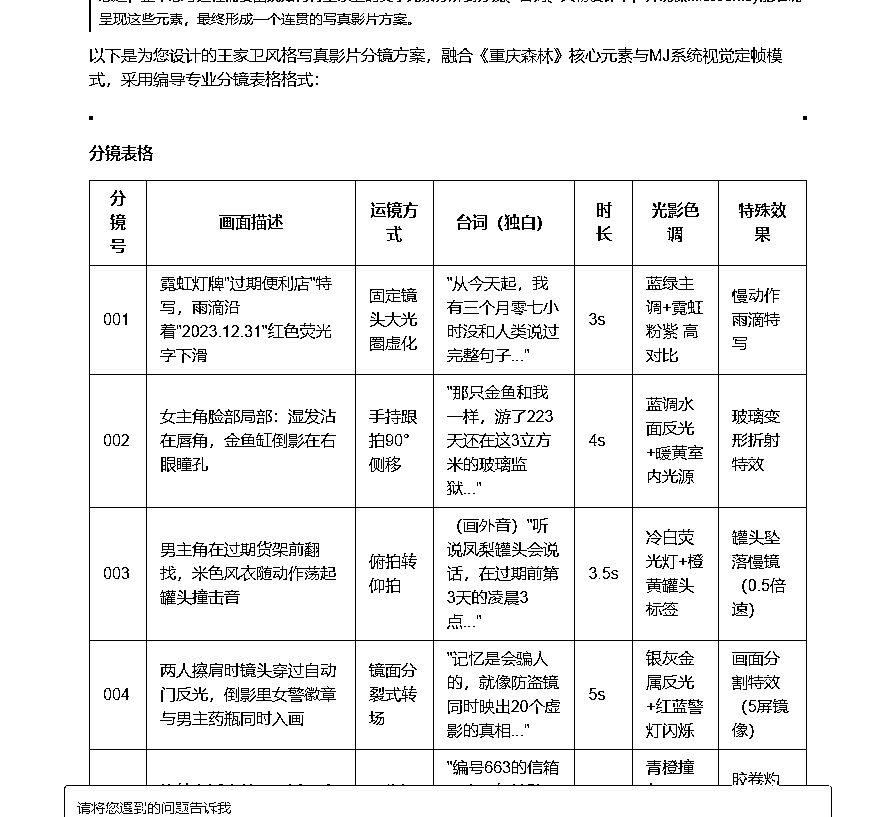 呈现这些元素，最终形成一个连贯的写真影片方案。
以下是为您设计的王家卫风格写真影片分镜方案，融合《重庆森林》核心元素与MJ系统视觉定帧模
式，采用编导专业分镜表格格式：
分镜表格
分
镜
号
画面描述
运镜方
式
台词（独白）
时
长
光影色
调
特殊效
果
001
霓虹灯牌"过期便利店"特
写，雨滴沿
着"2023.12.31"红色荧光
字下滑
固定镜
头大光
圈虚化
"从今天起，我
有三个月零七小
时没和人类说过
完整句子..."
3s
蓝绿主
调+霓虹
粉紫 高
对比
慢动作
雨滴特
写
002
女主角脸部局部：湿发沾
在唇角，金鱼缸倒影在右
眼瞳孔
手持跟
拍90°
侧移
"那只金鱼和我
一样，游了223
天还在这3立方
米的玻璃监
狱..."
4s
蓝调水
面反光
+暖黄室
内光源
玻璃变
形折射
特效
003
男主角在过期货架前翻
找，米色风衣随动作荡起
罐头撞击音
俯拍转
仰拍
（画外音）"听
说凤梨罐头会说
话，在过期前第
3天的凌晨3
点..."
3.5s
冷白荧
光灯+橙
黄罐头
标签
罐头坠
落慢镜
（0.5倍
速）
004
两人擦肩时镜头穿过自动
门反光，倒影里女警徽章
与男主药瓶同时入画
镜面分
裂式转
场
"记忆是会骗人
的，就像防盗镜
同时映出20个虚
影的真相..."
5s
银灰金
属反光
+红蓝警
灯闪烁
画面分
割特效
（5屏镜
像）
"编号663的信箱
青橙撞
胶卷灼
请将您遇到的问题告诉我